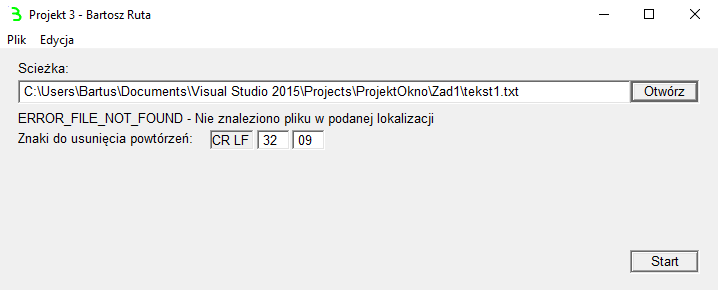 Projekt 3 - Bartosz Ruta
Plik Edycja
Scieżka:
C:\Users\Bartus\Documents\Visual Studio 2015\Projects\ProjektOkno\Zad1\tekst1.txt Otwórz
ERROR_FILE_NOT_FOUND - Nie znaleziono pliku w podanej lokalizacji
Znaki do usunięcia powtórzeń: CR LF 32 09
Start